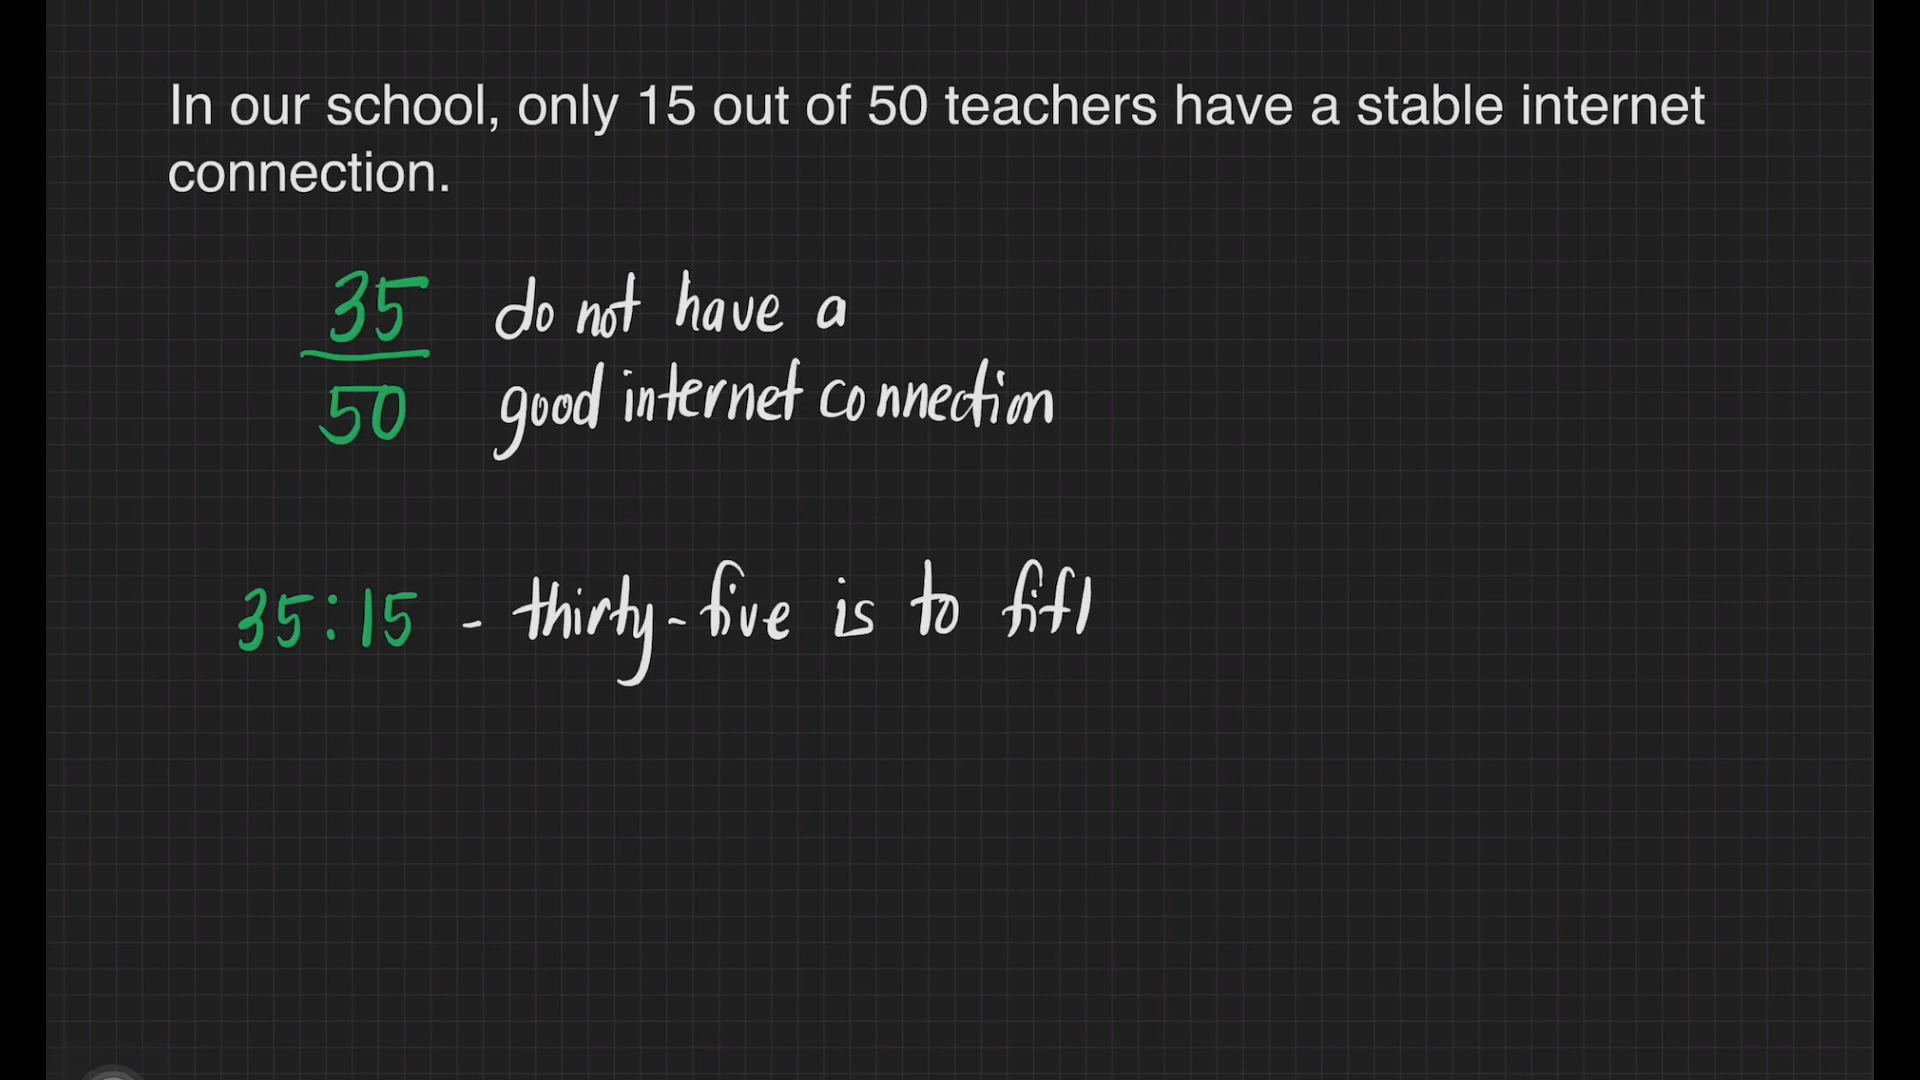 In our school, only 15 out of 50 teachers have a stable internet
connection.
35 do not have a
50 good internet connection
35:15 - thirty-five is to fif